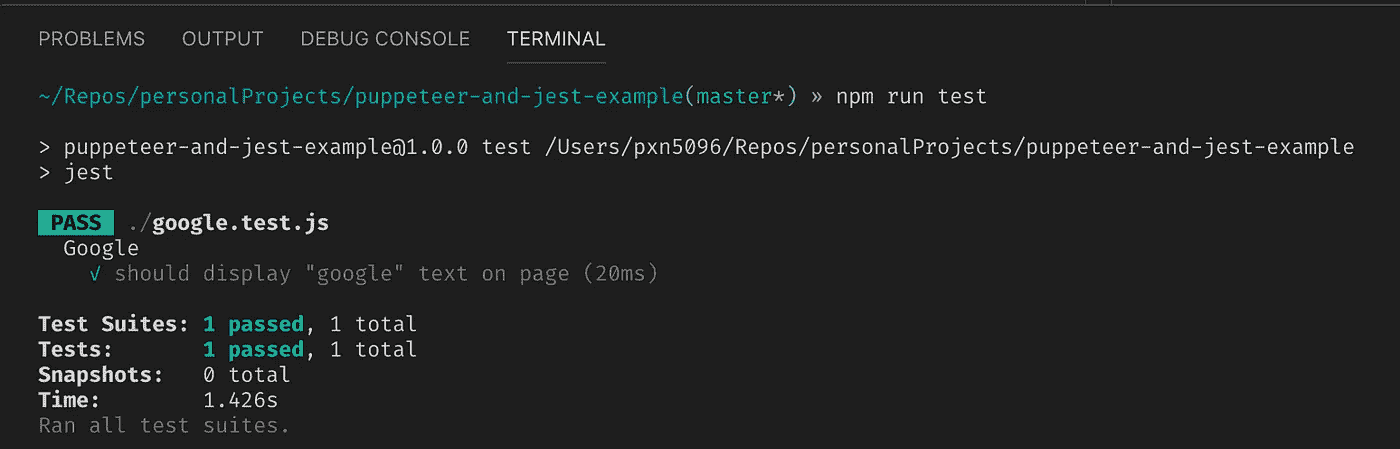 PROBLEMS OUTPUT DEBUG CONSOLE TERMINAL
~/Repos/personalProjects/puppeteer-and-jest-example(master*) » npm run test
> puppeteer-and-jest-example@1.0.0 test /Users/pxn5096/Repos/personalProjects/puppeteer-and-jest-example
> jest
PASS ./google.test.js
Google
√ should display "google" text on page (20ms)
Test Suites: 1 passed, 1 total
Tests: 1 passed, 1 total
Snapshots: 0 total
Time: 1.426s
Ran all test suites.